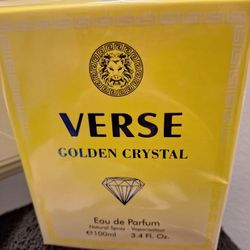 VERSE
GOLDEN CRYSTAL
Eau de Parfum
Natural Spray - Vaporisateur
℮100ml 3.4 Fl. Oz.